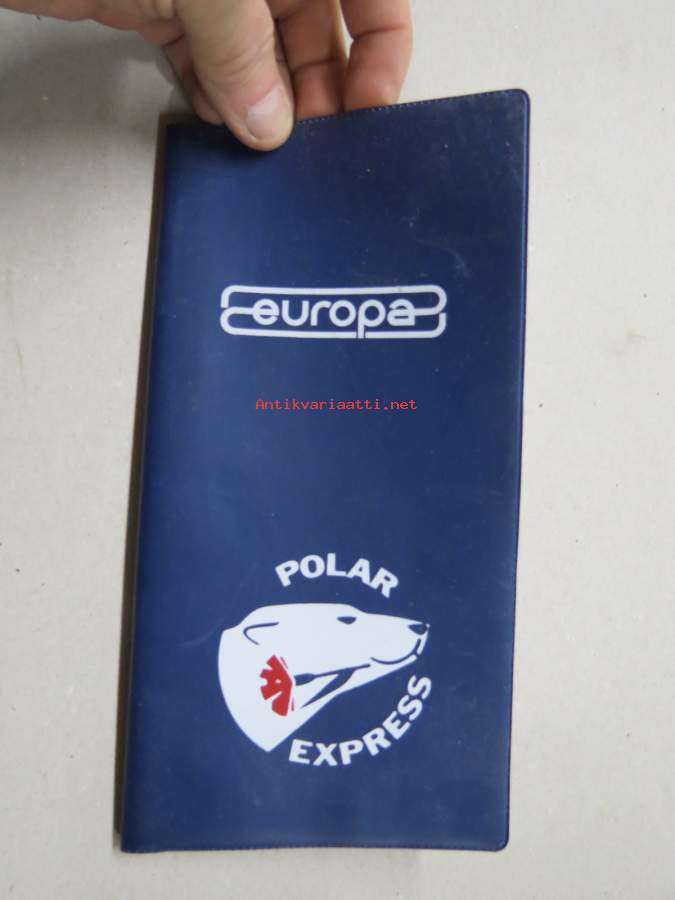 europa
Antikvariaatti.net
POLAR
EXPRESS